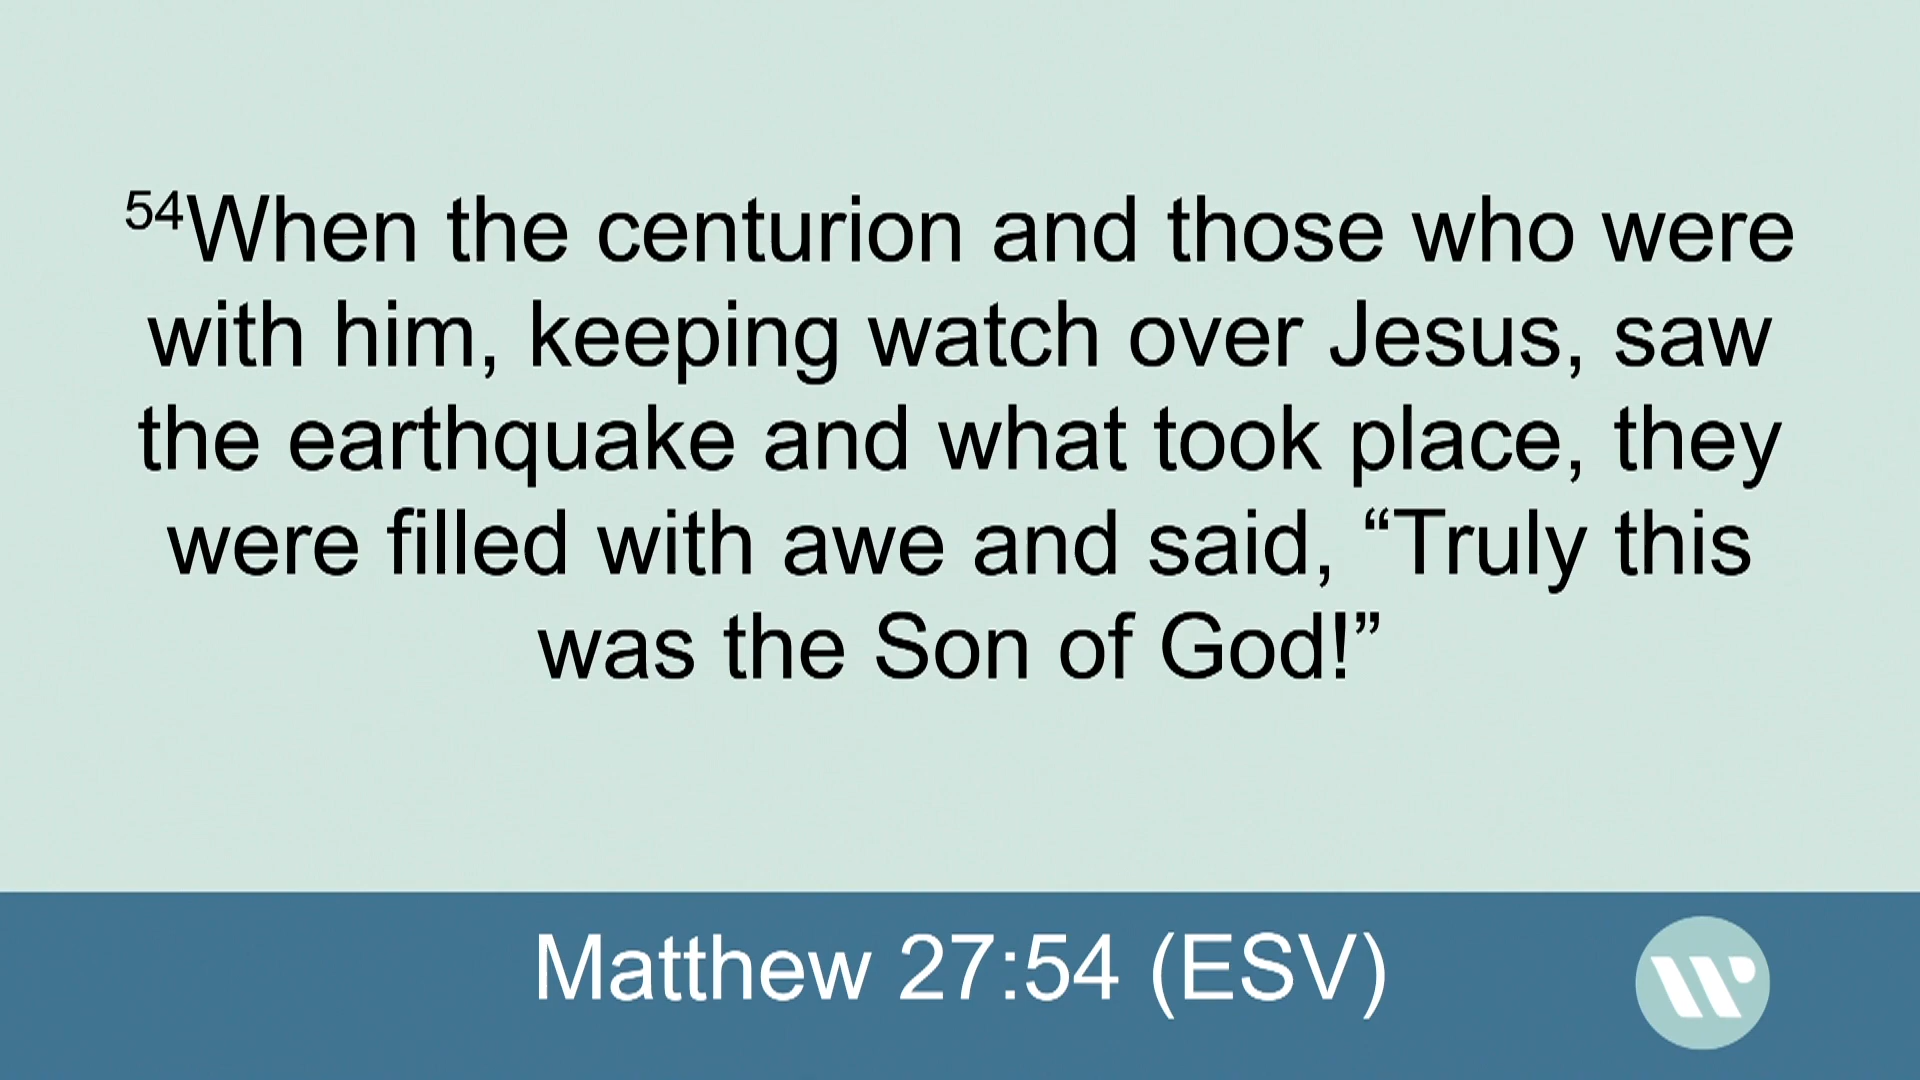 54When the centurion and those who were
with him, keeping watch over Jesus, saw
the earthquake and what took place, they
were filled with awe and said, “Truly this
was the Son of God!”
Matthew 27:54 (ESV)